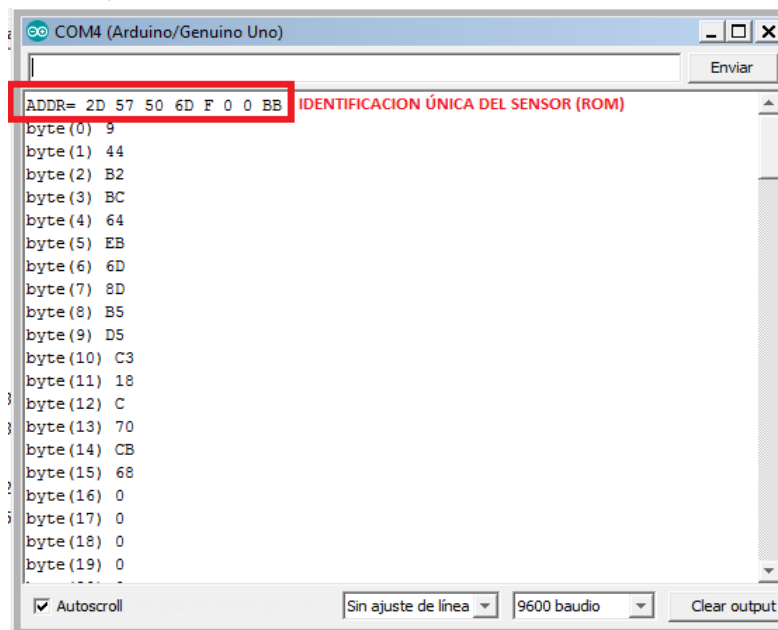 COM4 (Arduino/Genuino Uno)
Enviar
ADDR= 2D 57 50 6D F 0 0 BB IDENTIFICACION ÚNICA DEL SENSOR (ROM)
byte(0) 9
byte(1) 44
byte(2) B2
byte(3) BC
byte(4) 64
byte(5) EB
byte(6) 6D
byte(7) 8D
byte(8) B5
byte(9) D5
byte(10) C3
byte(11) 18
byte(12) C
byte(13) 70
byte(14) CB
byte(15) 68
byte(16) 0
byte(17) 0
byte(18) 0
byte(19) 0
Autoscroll Sin ajuste de línea 9600 baudio Clear output